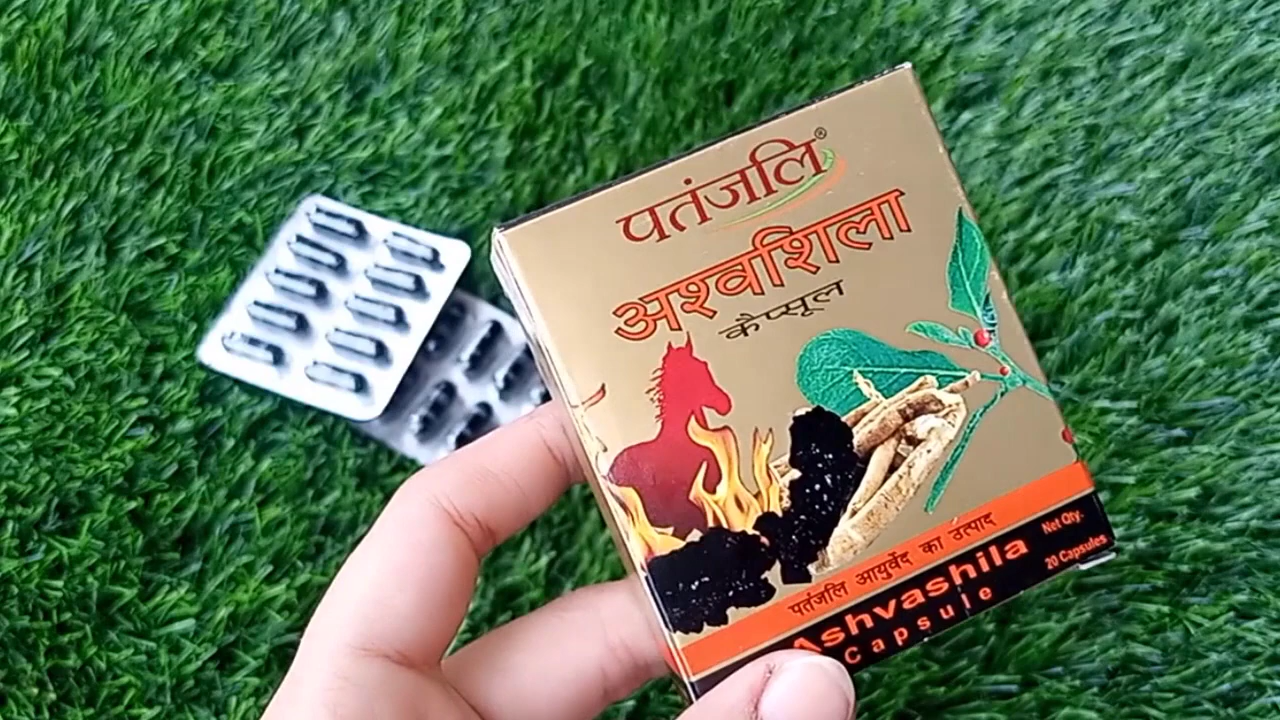 पतंजलि®
अश्वशिला
कैप्सूल
पतंजलि आयुर्वेद का उत्पाद
Ashvashila
Capsule
Net Qty.
20 Capsules